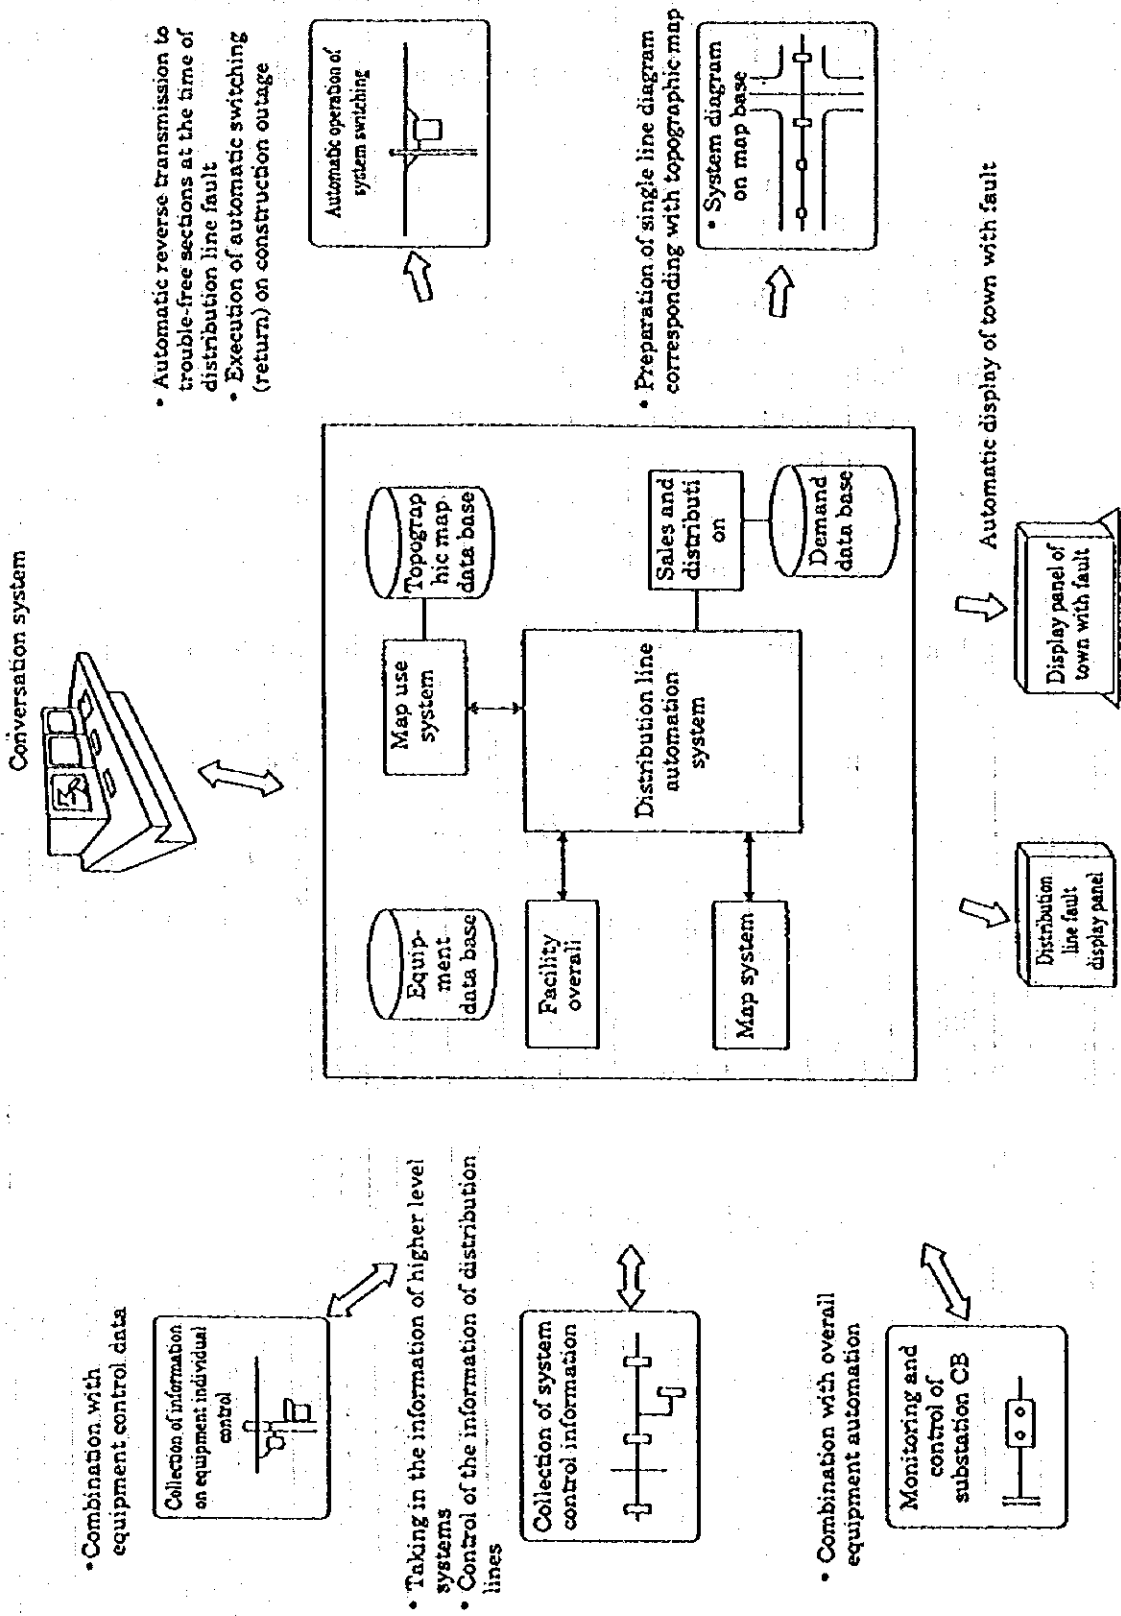 Conversation system
• Combination with
equipment control data
Collection of information
on equipment individual
control
• Taking in the information of higher level
systems
• Control of the information of distribution
lines
Collection of system
control information
• Combination with overall
equipment automation
Monitoring and
control of
substation CB
Equip-
ment
data base
Facility
overall
Map system
Map use
system
Topograp
hic map
data base
Distribution line
automation
system
Sales and
distributi
on
Demand
data base
• Automatic reverse transmission to
trouble-free sections at the time of
distribution line fault
• Execution of automatic switching
(return) on construction outage
Automatic operation of
system switching
• Preparation of single line diagram
corresponding with topographic map
• System diagram
on map base
Automatic display of town with fault
Distribution
line fault
display panel
Display panel of
town with fault